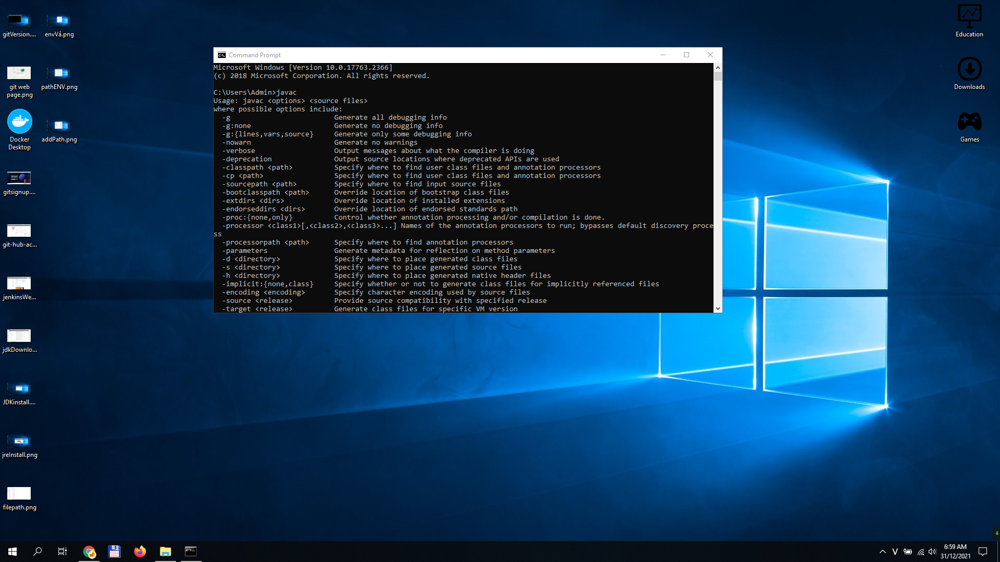 gitVersion....
envVả.png
git web
page.png
pathENV.png
Docker
Desktop
addPath.png
gitsignup....
git-hub-ac...
jenkinsWe...
jdkDownlo...
JDKinstall....
jreInstall.png
filepath.png
Education
Downloads
Games
Command Prompt
Microsoft Windows [Version 10.0.17763.2366]
(c) 2018 Microsoft Corporation. All rights reserved.
C:\Users\Admin>javac
Usage: javac <options> <source files>
where possible options include:
-g Generate all debugging info
-g:none Generate no debugging info
-g:{lines,vars,source} Generate only some debugging info
-nowarn Generate no warnings
-verbose Output messages about what the compiler is doing
-deprecation Output source locations where deprecated APIs are used
-classpath <path> Specify where to find user class files and annotation processors
-cp <path> Specify where to find user class files and annotation processors
-sourcepath <path> Specify where to find input source files
-bootclasspath <path> Override location of bootstrap class files
-extdirs <dirs> Override location of installed extensions
-endorseddirs <dirs> Override location of endorsed standards path
-proc:{none,only} Control whether annotation processing and/or compilation is done.
-processor <class1>[,<class2>,<class3>...] Names of the annotation processors to run; bypasses default discovery proce
ss
-processorpath <path> Specify where to find annotation processors
-parameters Generate metadata for reflection on method parameters
-d <directory> Specify where to place generated class files
-s <directory> Specify where to place generated source files
-h <directory> Specify where to place generated native header files
-implicit:{none,class} Specify whether or not to generate class files for implicitly referenced files
-encoding <encoding> Specify character encoding used by source files
-source <release> Provide source compatibility with specified release
-target <release> Generate class files for specific VM version
V
6:59 AM
31/12/2021